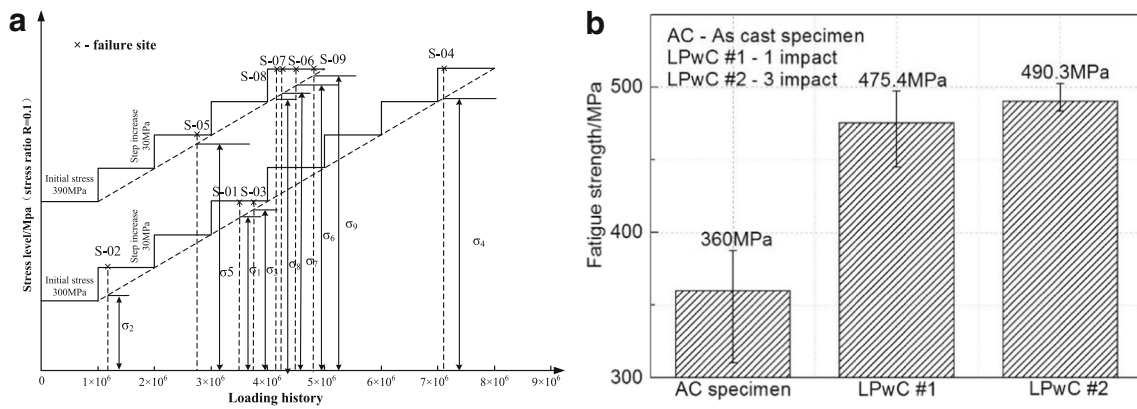 a
× - failure site
S-07 S-06 S-09
S-04
S-08
S-05
Step increase
30MPa
Initial stress
390MPa
S-01 S-03
S-02
Step increase
30MPa
Initial stress
300MPa
σ2
σ5
σ1
σ8
σ7
σ6
σ9
σ4
Stress level/Mpa (stress ratio R=0.1)
0 1×10⁶ 2×10⁶ 3×10⁶ 4×10⁶ 5×10⁶ 6×10⁶ 7×10⁶ 8×10⁶ 9×10⁶
Loading history
b
AC - As cast specimen
LPwC #1 - 1 impact
LPwC #2 - 3 impact
475.4MPa
490.3MPa
360MPa
500
400
300
Fatigue strength/MPa
AC specimen LPwC #1 LPwC #2